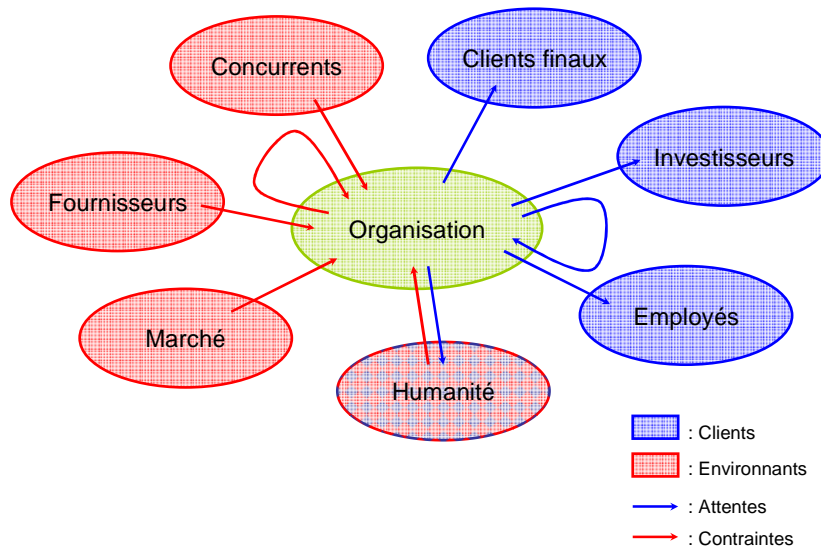 Clients finaux
Concurrents
Investisseurs
Fournisseurs
Organisation
Employés
Marché
Humanité
: Clients
: Environnants
: Attentes
: Contraintes